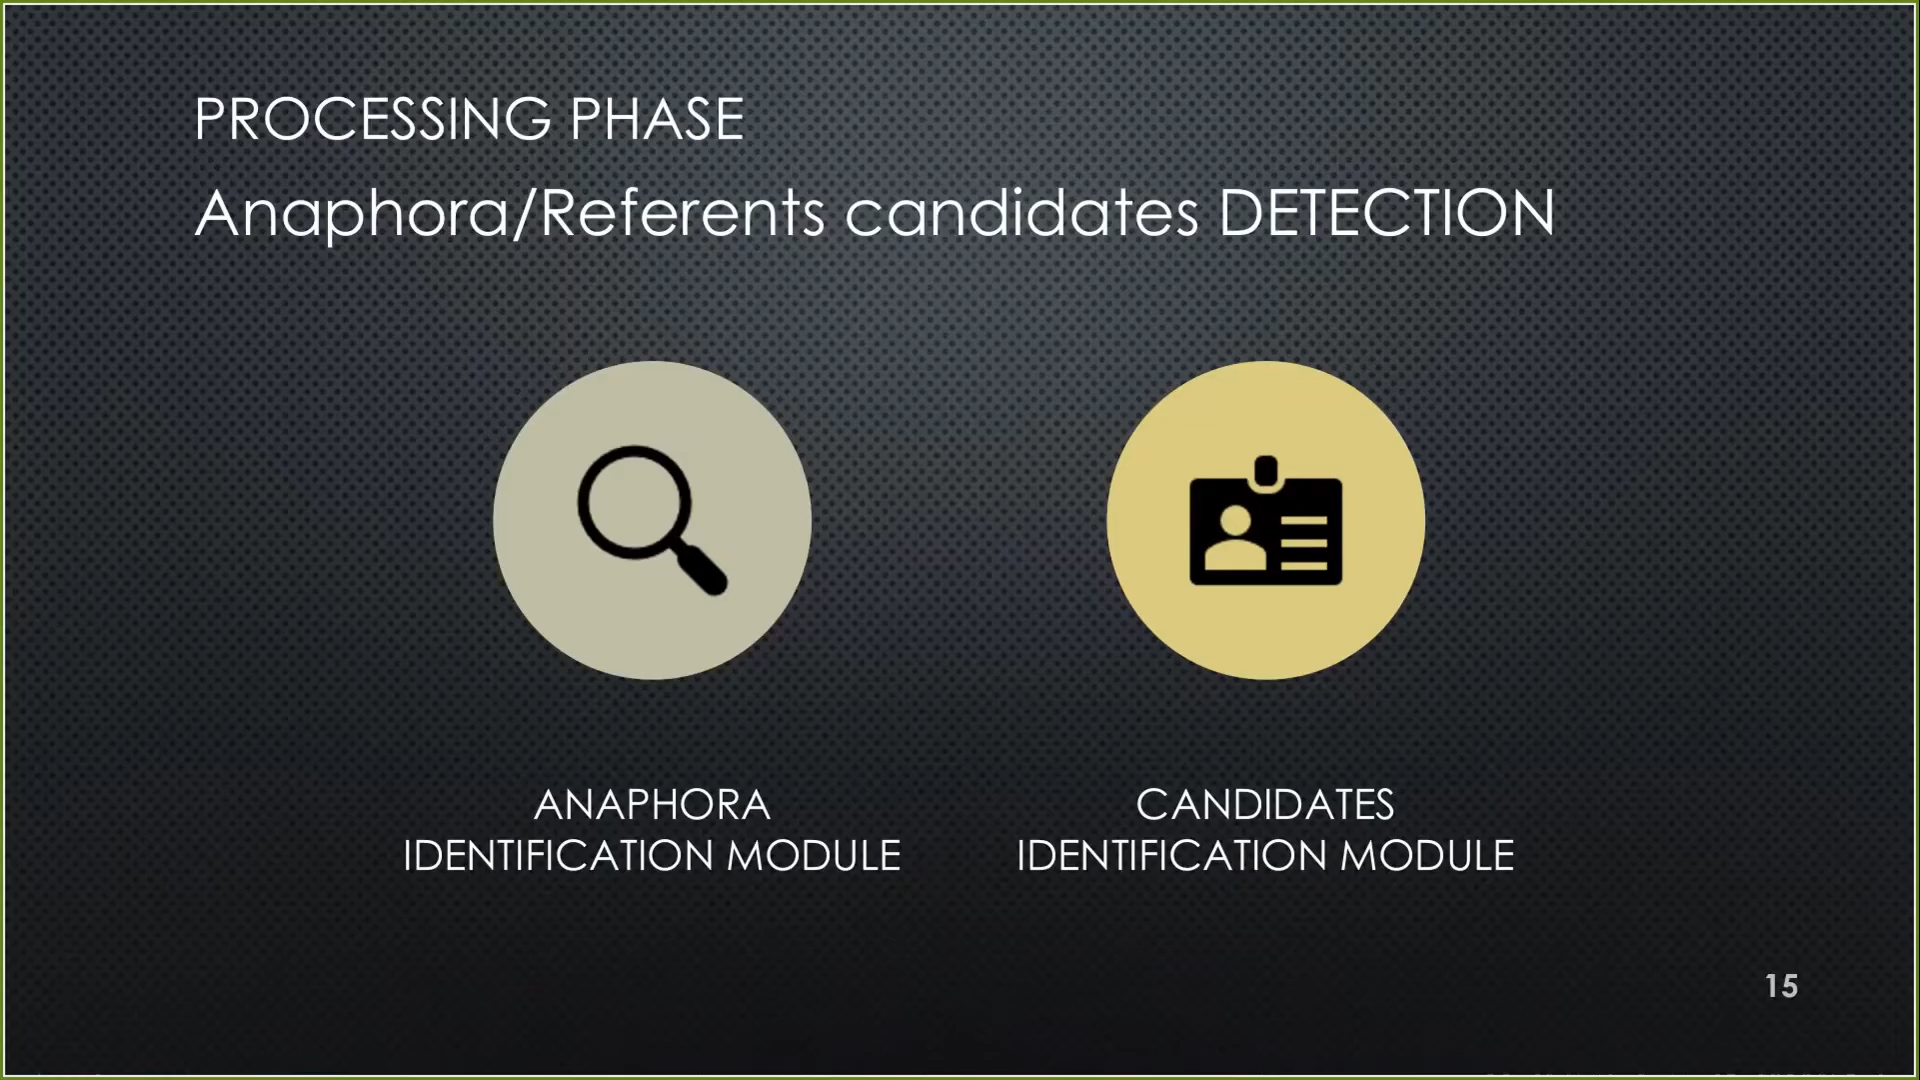 PROCESSING PHASE
Anaphora/Referents candidates DETECTION
ANAPHORA
IDENTIFICATION MODULE
CANDIDATES
IDENTIFICATION MODULE
15